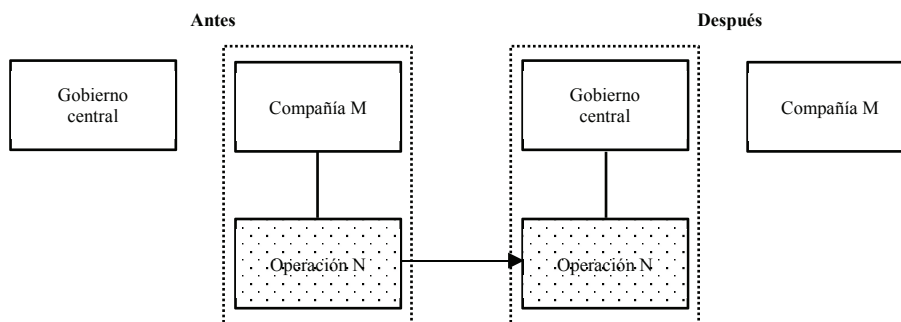 Antes
Después
Gobierno
central
Compañía M
Gobierno
central
Compañía M
Operación N
Operación N